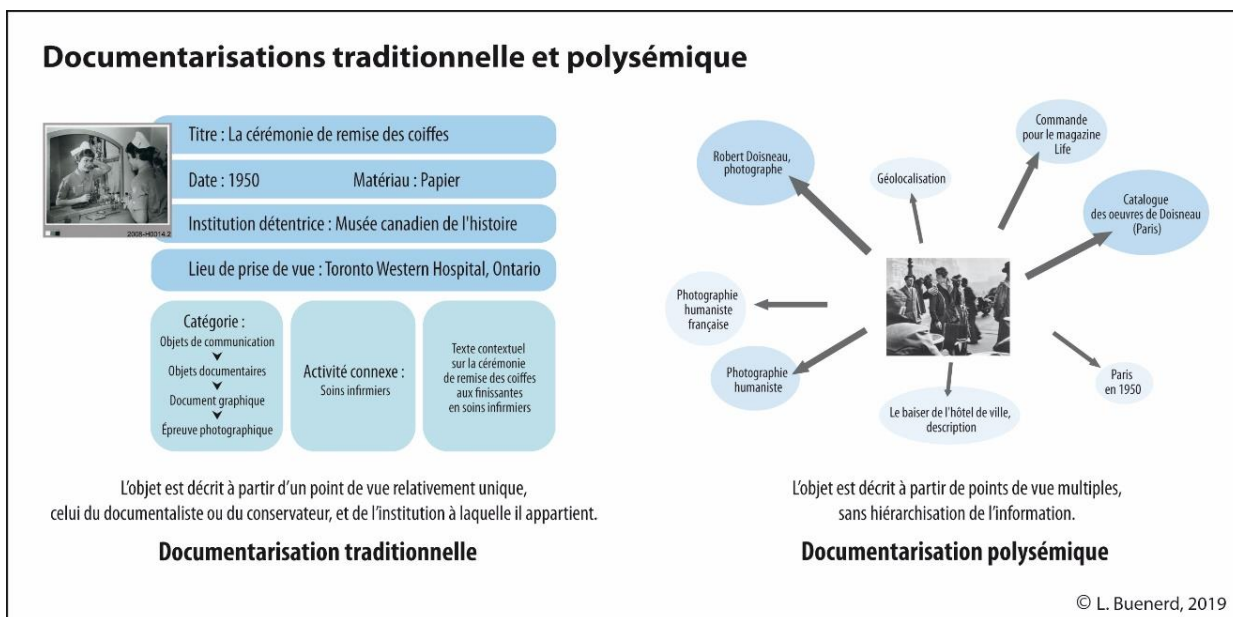 Documentarisations traditionnelle et polysémique
Titre : La cérémonie de remise des coiffes
Date : 1950 Matériau : Papier
Institution détentrice : Musée canadien de l'histoire
2008-H0014.2
Lieu de prise de vue : Toronto Western Hospital, Ontario
Catégorie :
Objets de communication
Objets documentaires
Document graphique
Épreuve photographique
Activité connexe :
Soins infirmiers
Texte contextuel
sur la cérémonie
de remise des coiffes
aux finissantes
en soins infirmiers
L'objet est décrit à partir d'un point de vue relativement unique,
celui du documentaliste ou du conservateur, et de l'institution à laquelle il appartient.
Documentarisation traditionnelle
Robert Doisneau,
photographe
Géolocalisation
Commande
pour le magazine
Life
Catalogue
des oeuvres de Doisneau
(Paris)
Photographie
humaniste
française
Photographie
humaniste
Le baiser de l'hôtel de ville,
description
Paris
en 1950
L'objet est décrit à partir de points de vue multiples,
sans hiérarchisation de l'information.
Documentarisation polysémique
© L. Buenerd, 2019